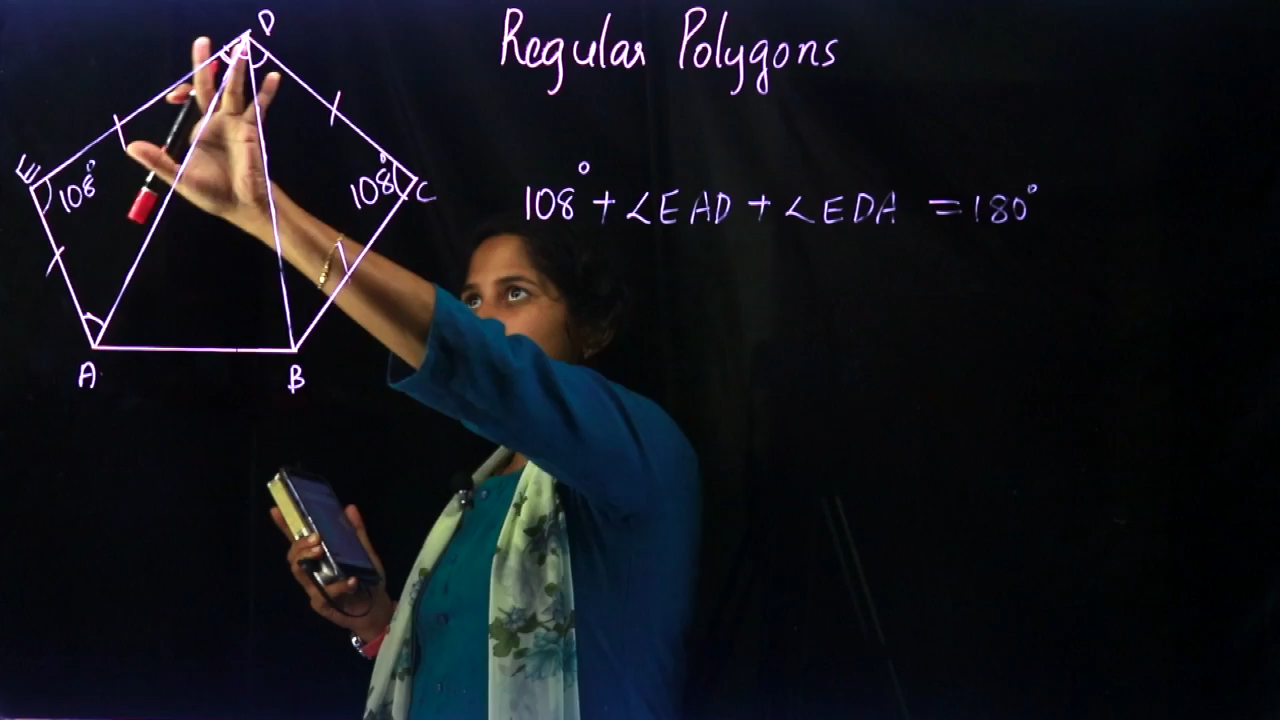 Regular Polygons
D
E
108°
108°
C
108° + ∠EAD + ∠EDA = 180°
A
B